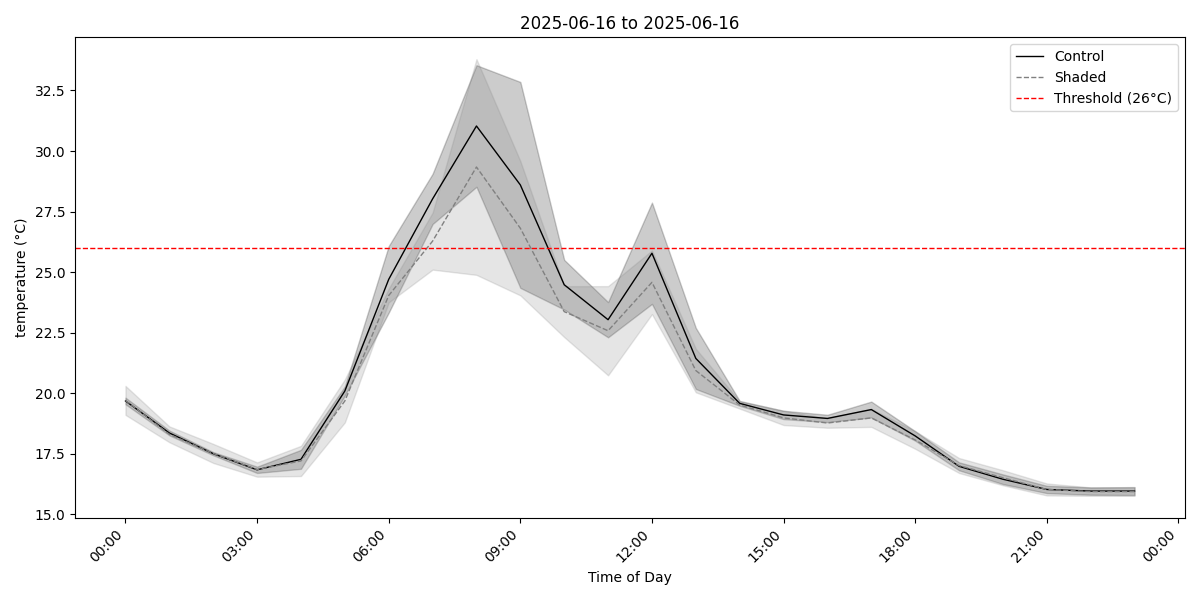 2025-06-16 to 2025-06-16
Control
Shaded
Threshold (26°C)
temperature (°C)
32.5
30.0
27.5
25.0
22.5
20.0
17.5
15.0
00:00
03:00
06:00
09:00
12:00
15:00
18:00
21:00
00:00
Time of Day